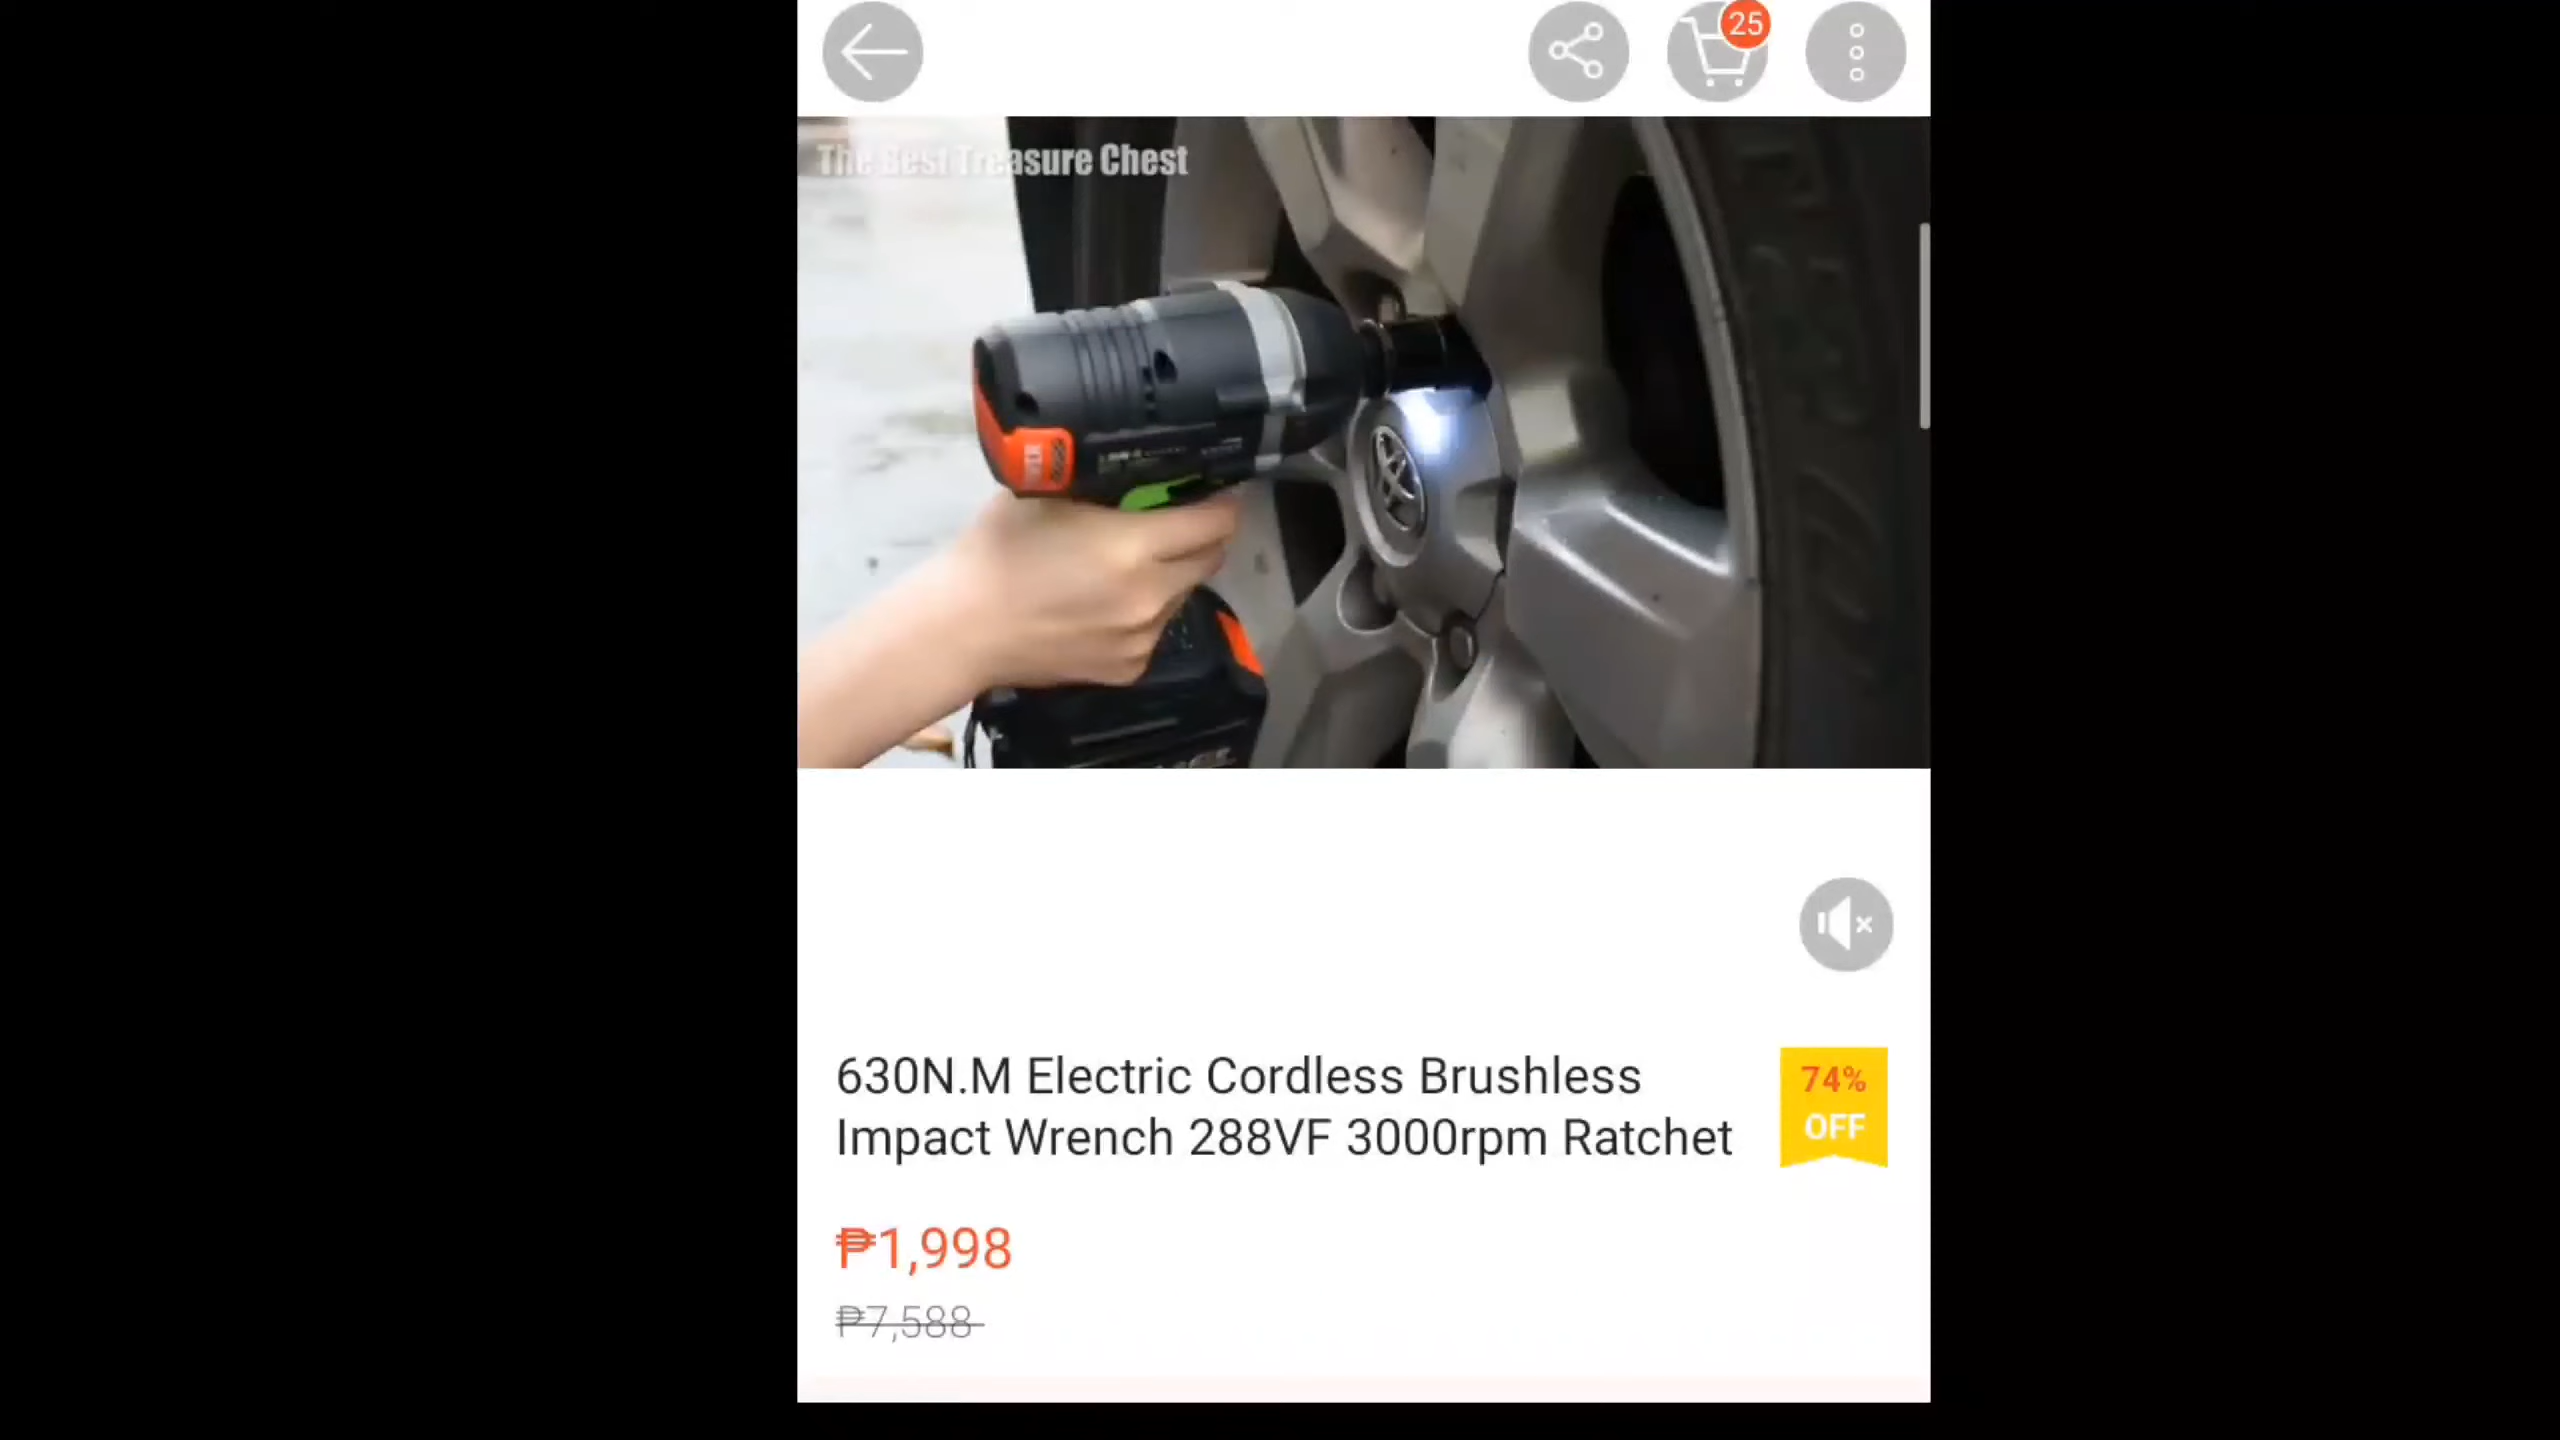 25
The Best Treasure Chest
630N.M Electric Cordless Brushless
Impact Wrench 288VF 3000rpm Ratchet
74%
OFF
₱1,998
₱7,588